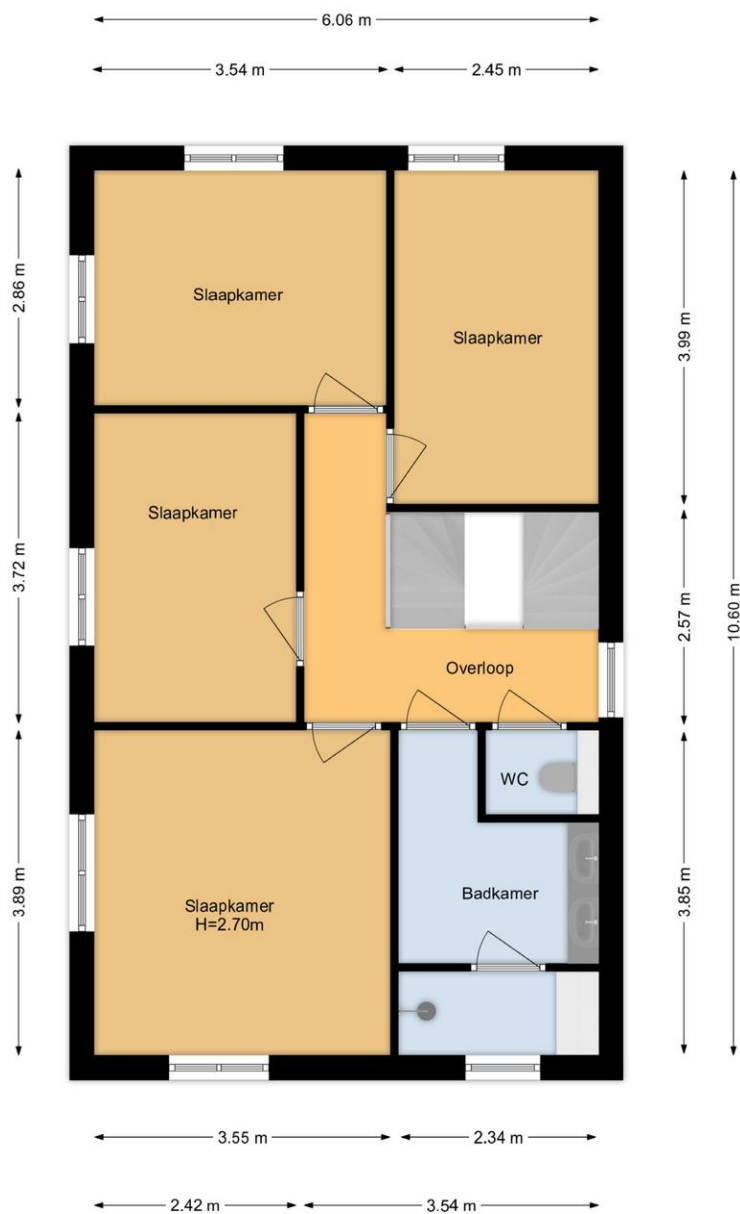 6.06 m
3.54 m
2.45 m
2.86 m
Slaapkamer
Slaapkamer
3.99 m
10.60 m
3.72 m
Slaapkamer
2.57 m
Overloop
WC
3.89 m
Slaapkamer
H=2.70m
Badkamer
3.85 m
3.55 m
2.34 m
2.42 m
3.54 m